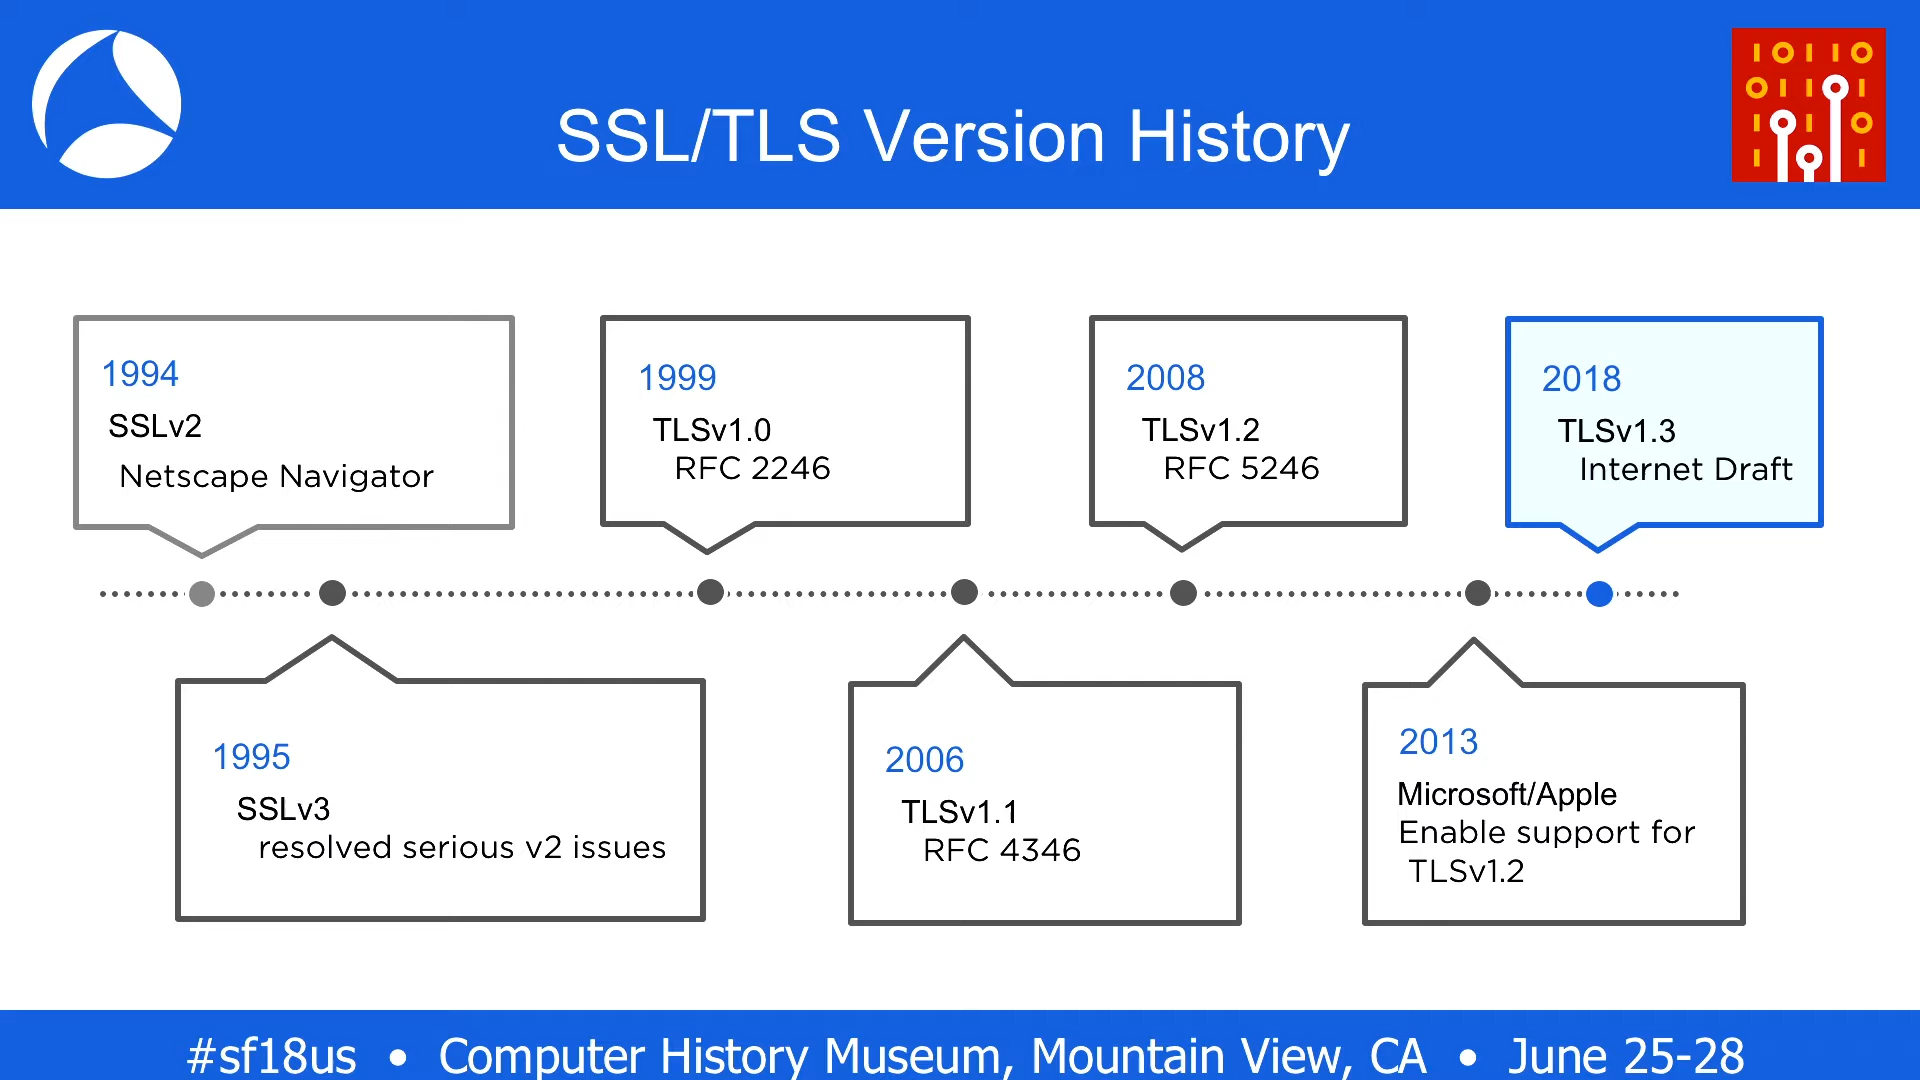 SSL/TLS Version History
1994
SSLv2
Netscape Navigator
1999
TLSv1.0
RFC 2246
2008
TLSv1.2
RFC 5246
2018
TLSv1.3
Internet Draft
1995
SSLv3
resolved serious v2 issues
2006
TLSv1.1
RFC 4346
2013
Microsoft/Apple
Enable support for
TLSv1.2
#sf18us • Computer History Museum, Mountain View, CA • June 25-28